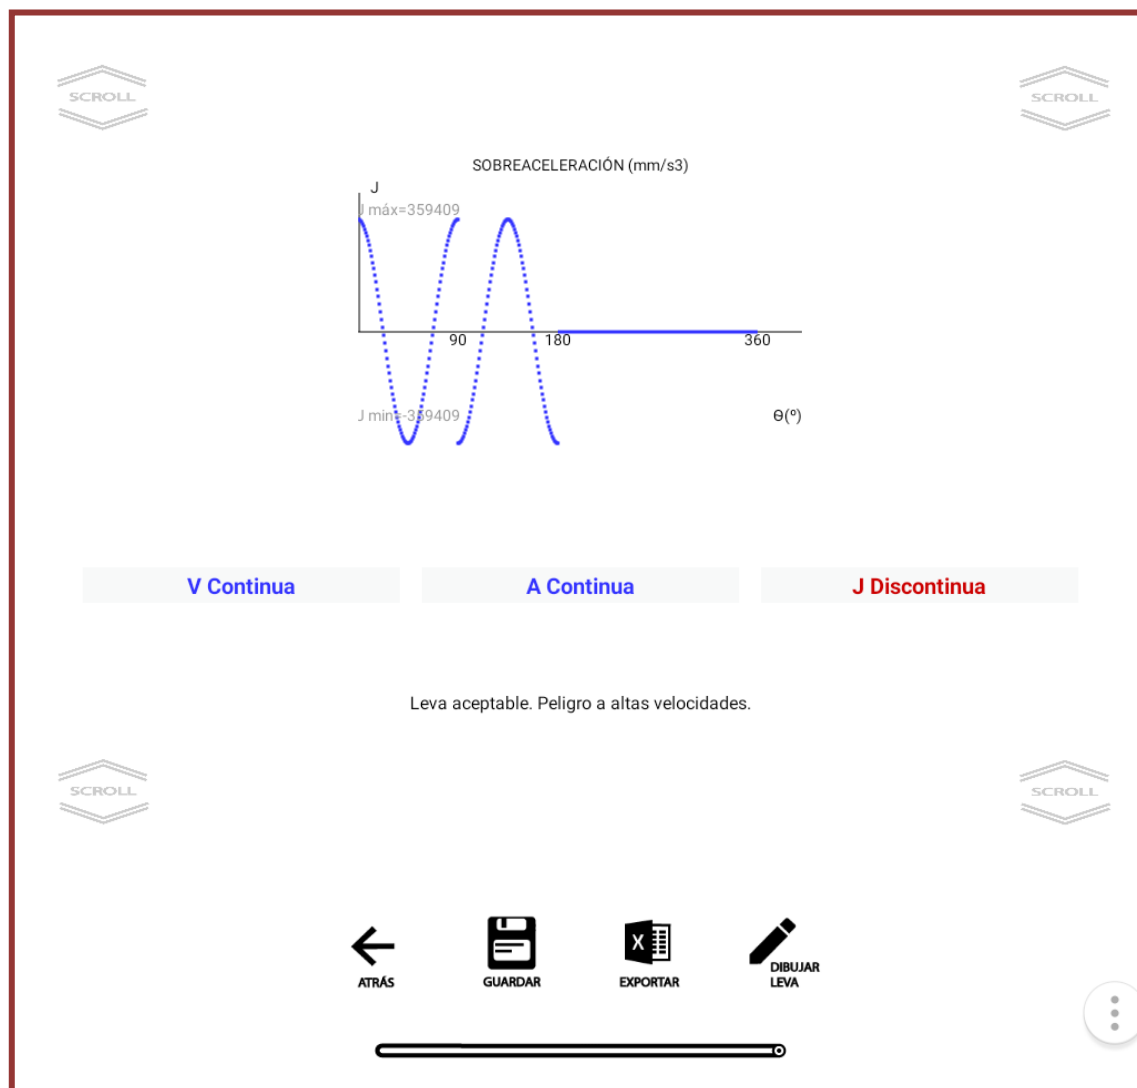 SCROLL
SCROLL
SOBREACELERACIÓN (mm/s3)
J
J máx=359409
90
180
360
J min=-359409
ϴ(º)
V Continua
A Continua
J Discontinua
Leva aceptable. Peligro a altas velocidades.
SCROLL
SCROLL
X
ATRÁS
GUARDAR
EXPORTAR
DIBUJAR
LEVA